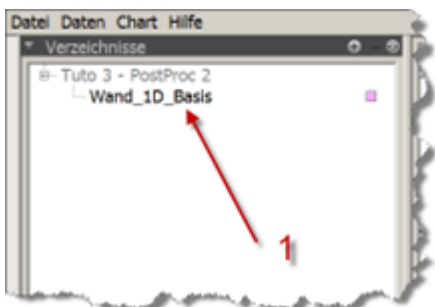 Datei Daten Chart Hilfe
Verzeichnisse
Tuto 3 - PostProc 2
Wand_1D_Basis
1